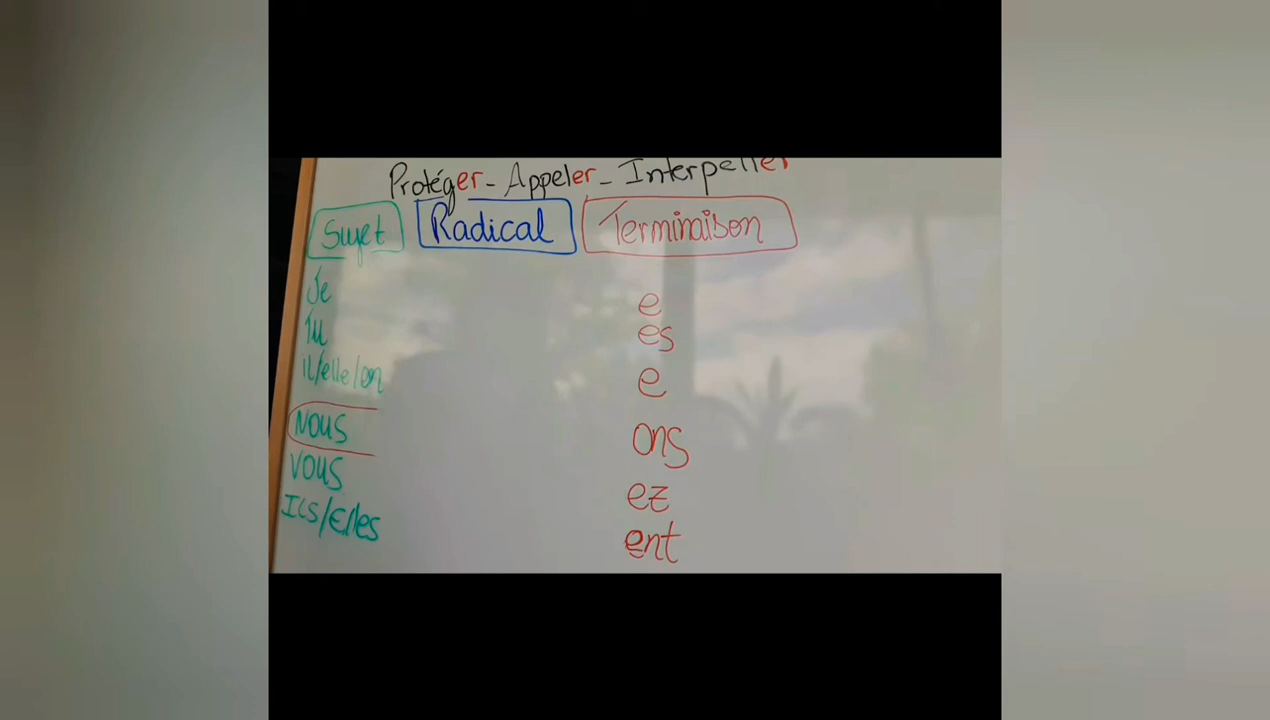 Protéger - Appeler - Interpeller
Sujet Radical Terminaison
Je e
Tu es
il/elle/on e
NOUS ons
VOUS ez
ILS/Elles ent